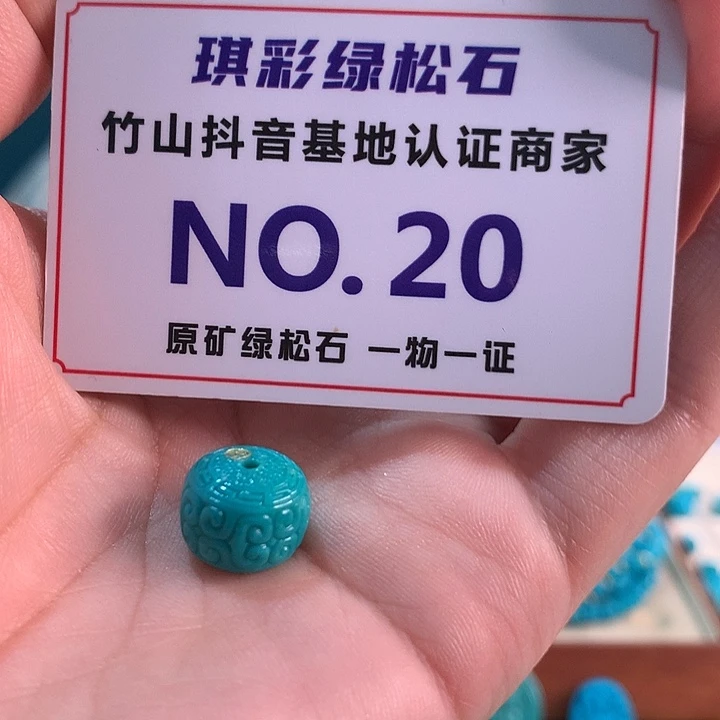 琪彩绿松石
竹山抖音基地认证商家
NO. 20
原矿绿松石 一物一证